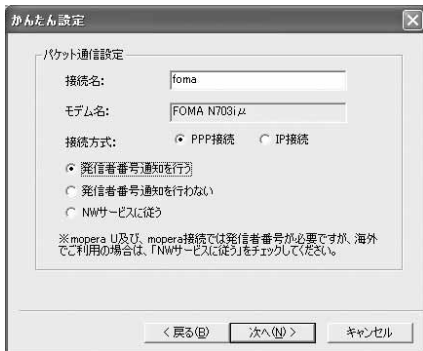 かんたん設定
パケット通信設定
接続名: foma
モデム名: FOMA N703iμ
接続方式: PPP接続 IP接続
発信者番号通知を行う
発信者番号通知を行わない
NWサービスに従う
※mopera U及び、mopera接続では発信者番号が必要ですが、海外
でご利用の場合は、「NWサービスに従う」をチェックしてください。
< 戻る(B) 次へ(N) > キャンセル